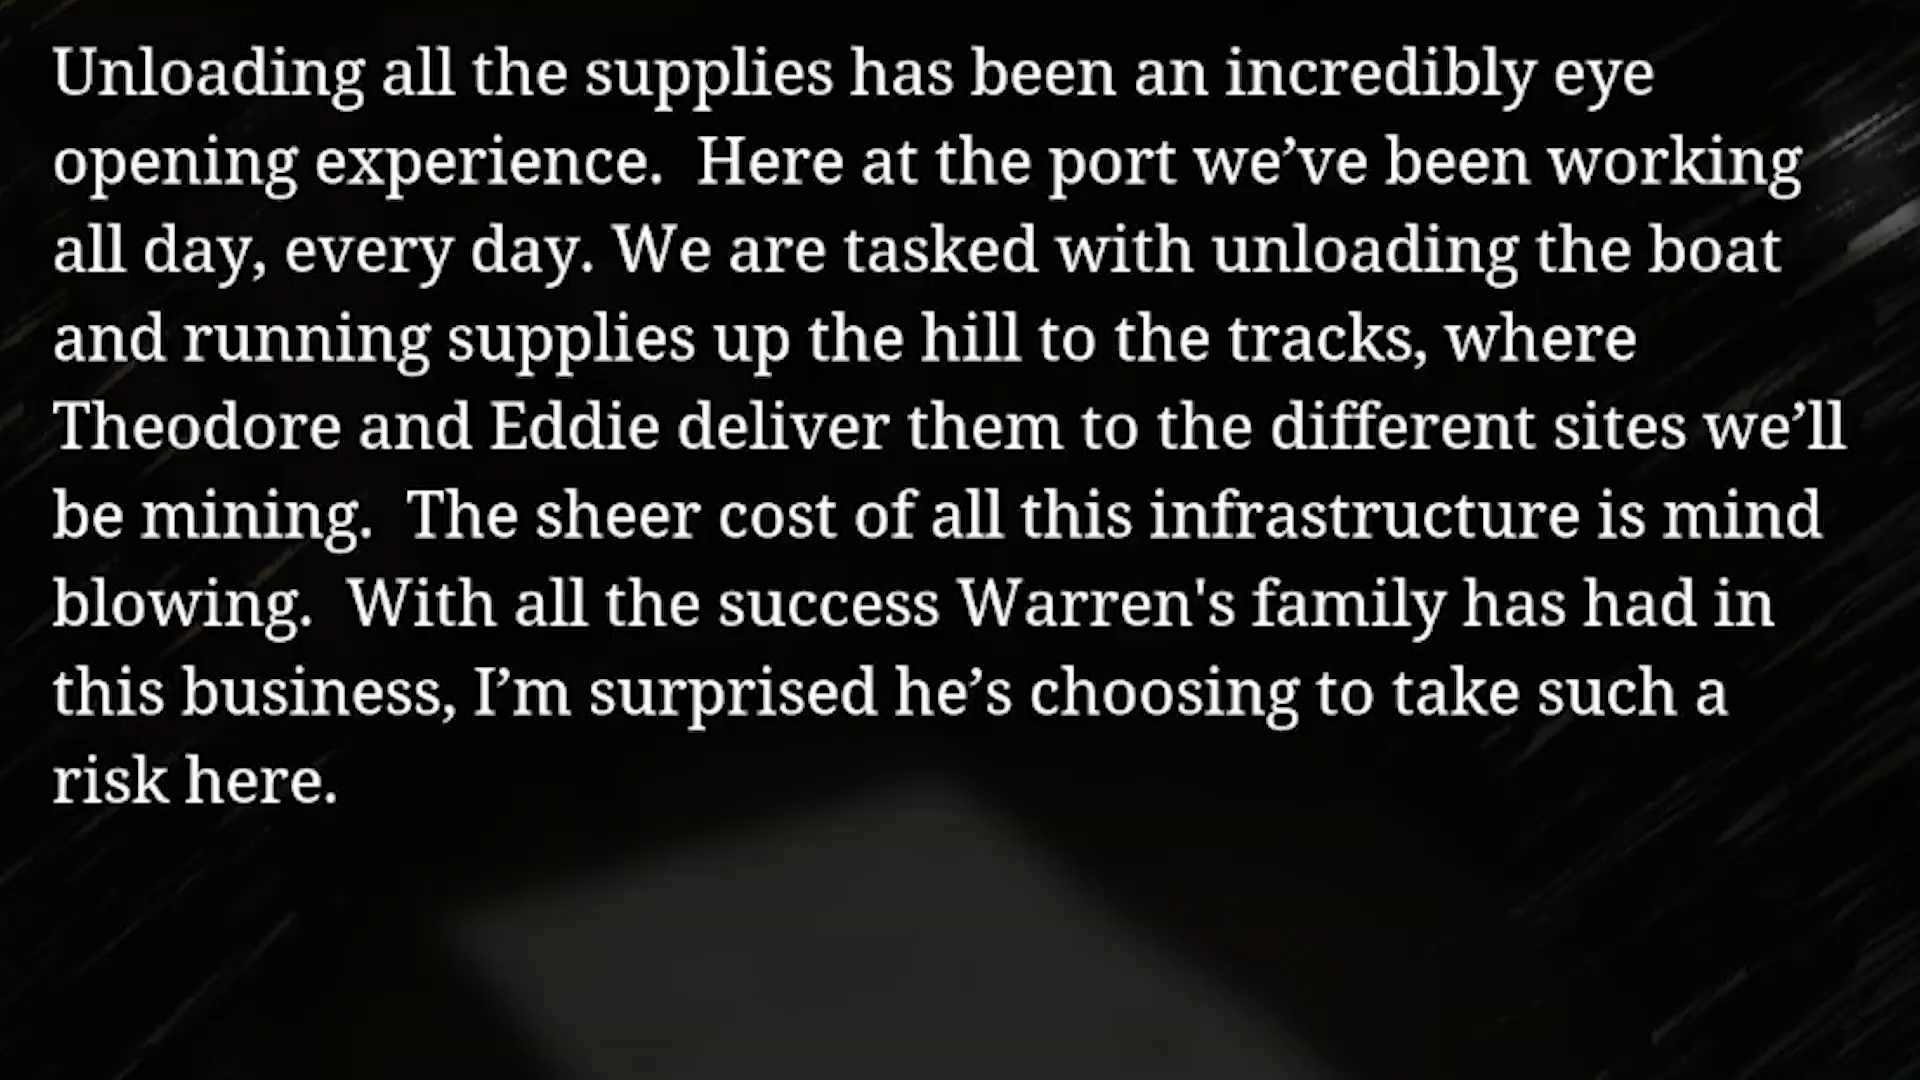 Unloading all the supplies has been an incredibly eye
opening experience.  Here at the port we’ve been working
all day, every day. We are tasked with unloading the boat
and running supplies up the hill to the tracks, where
Theodore and Eddie deliver them to the different sites we’ll
be mining.  The sheer cost of all this infrastructure is mind
blowing.  With all the success Warren's family has had in
this business, I’m surprised he’s choosing to take such a
risk here.